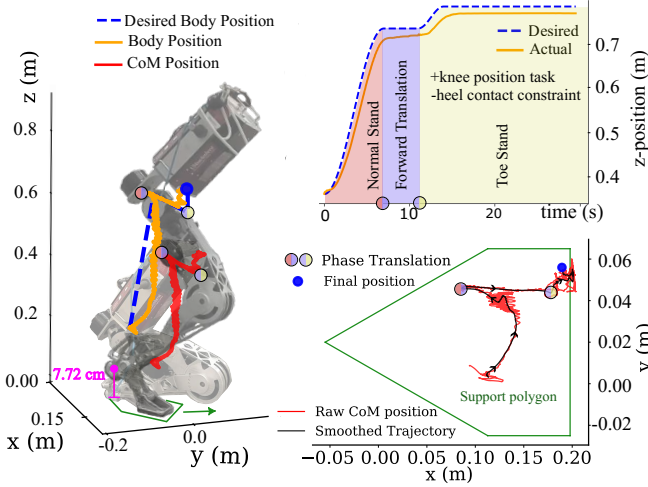 Desired Body Position
Body Position
CoM Position
z (m)
0.8
0.6
0.4
0.2
0.00
0.15
x (m)
-0.2
0.0
y (m)
7.72 cm
Desired
Actual
+knee position task
-heel contact constraint
Normal Stand
Forward Translation
Toe Stand
0.7
0.6
0.5
0.4
z-position (m)
0
10
20
time (s)
Phase Translation
Final position
Support polygon
Raw CoM position
Smoothed Trajectory
0.06
0.04
0.02
0.00
-0.02
y (m)
-0.05
0.00
0.05
0.10
0.15
0.20
x (m)